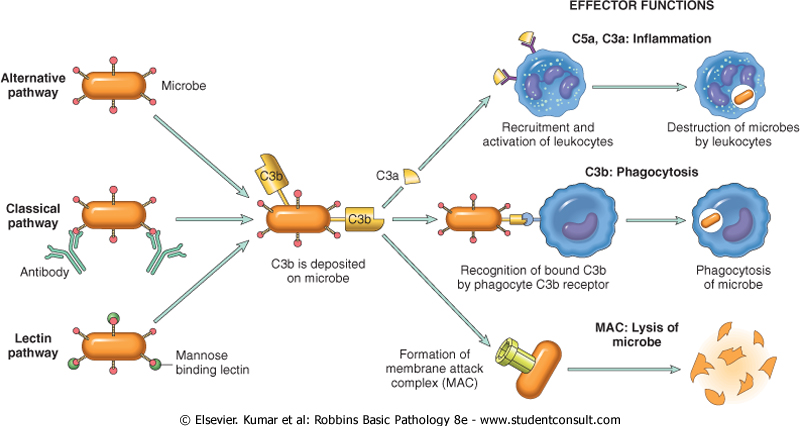 EFFECTOR FUNCTIONS
C5a, C3a: Inflammation
Alternative
pathway
Microbe
Recruitment and
activation of leukocytes
Destruction of microbes
by leukocytes
C3b
C3a
C3b: Phagocytosis
Classical
pathway
C3b
Antibody
C3b is deposited
on microbe
Recognition of bound C3b
by phagocyte C3b receptor
Phagocytosis
of microbe
Lectin
pathway
Mannose
binding lectin
Formation of
membrane attack
complex (MAC)
MAC: Lysis of
microbe
© Elsevier. Kumar et al: Robbins Basic Pathology 8e - www.studentconsult.com